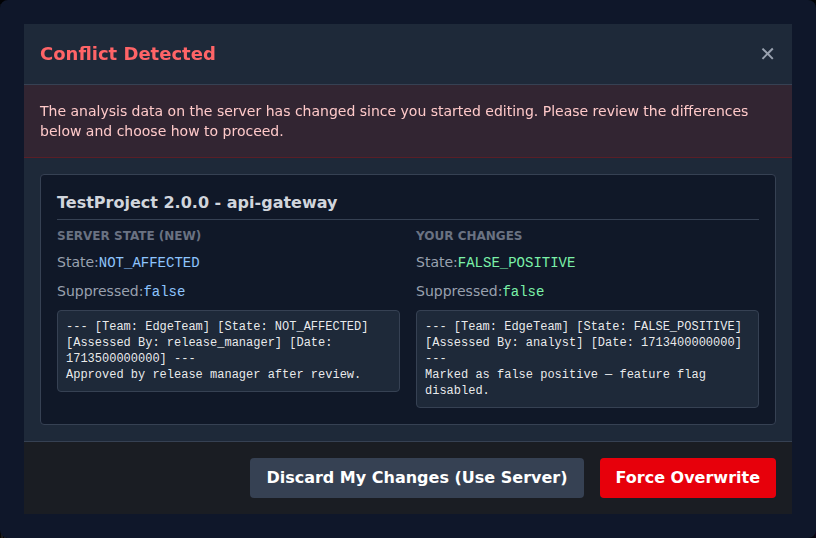 Conflict Detected
✕
The analysis data on the server has changed since you started editing. Please review the differences
below and choose how to proceed.
TestProject 2.0.0 - api-gateway
SERVER STATE (NEW)
State:NOT_AFFECTED
Suppressed:false
--- [Team: EdgeTeam] [State: NOT_AFFECTED]
[Assessed By: release_manager] [Date:
1713500000000] ---
Approved by release manager after review.
YOUR CHANGES
State:FALSE_POSITIVE
Suppressed:false
--- [Team: EdgeTeam] [State: FALSE_POSITIVE]
[Assessed By: analyst] [Date: 1713400000000]
---
Marked as false positive — feature flag
disabled.
Discard My Changes (Use Server)
Force Overwrite